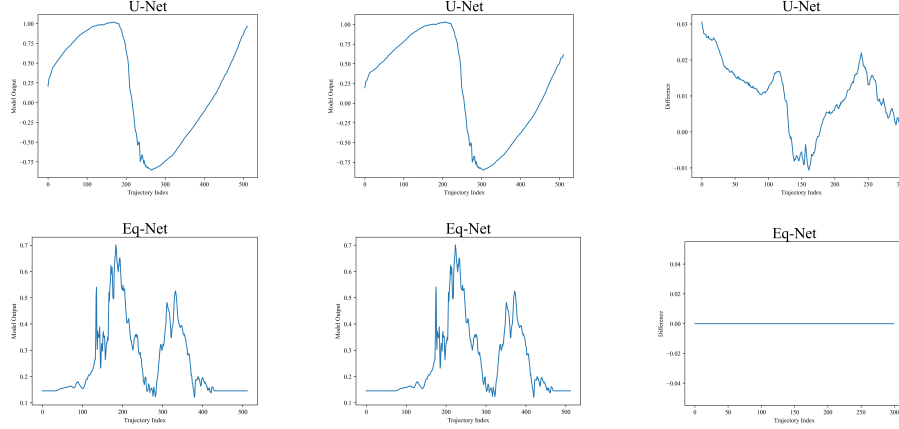 U-Net
U-Net
U-Net
Model Output
1.00
0.75
0.50
0.25
0.00
−0.25
−0.50
−0.75
0 100 200 300 400 500
Trajectory Index
Model Output
1.00
0.75
0.50
0.25
0.00
−0.25
−0.50
−0.75
0 100 200 300 400 500
Trajectory Index
Difference
0.03
0.02
0.01
0.00
−0.01
0 50 100 150 200 250 300
Trajectory Index
Eq-Net
Eq-Net
Eq-Net
Model Output
0.7
0.6
0.5
0.4
0.3
0.2
0.1
0 100 200 300 400 500
Trajectory Index
Model Output
0.7
0.6
0.5
0.4
0.3
0.2
0.1
0 100 200 300 400 500
Trajectory Index
Difference
0.04
0.02
0.00
−0.02
−0.04
0 50 100 150 200 250 300
Trajectory Index